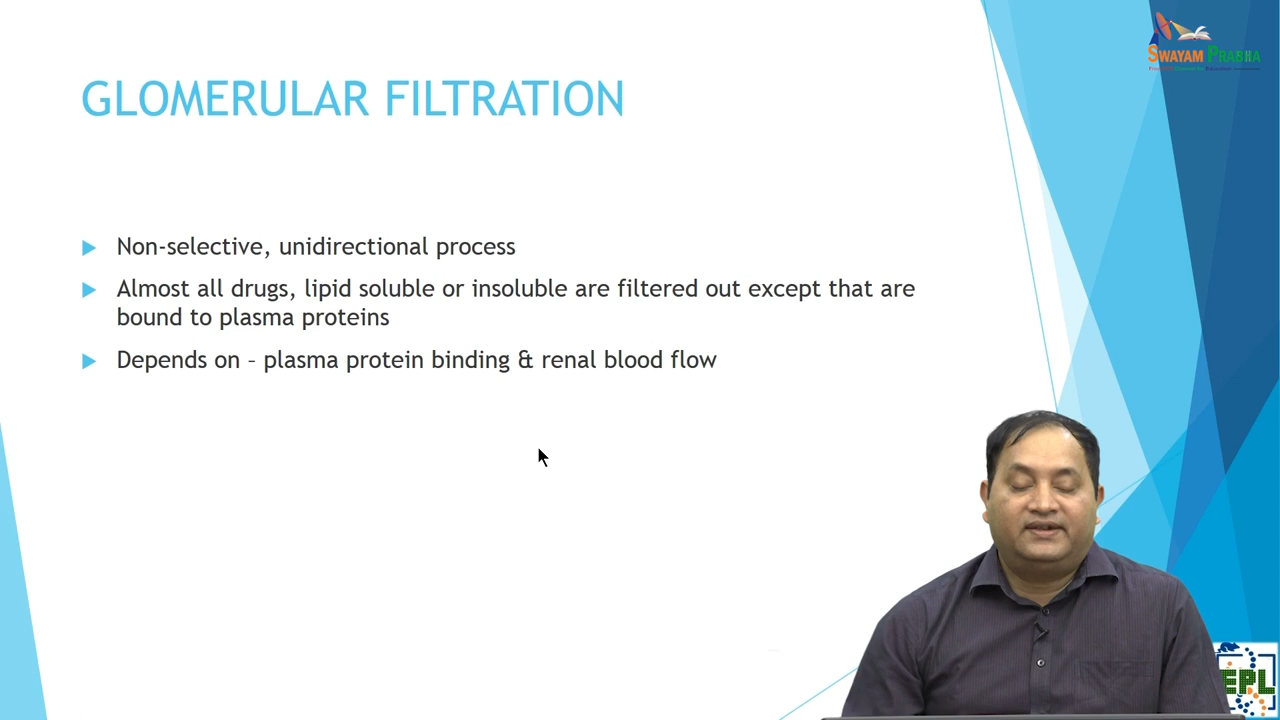 SWAYAM PRABHA
GLOMERULAR FILTRATION
Non-selective, unidirectional process
Almost all drugs, lipid soluble or insoluble are filtered out except that are
bound to plasma proteins
Depends on – plasma protein binding & renal blood flow
EPL